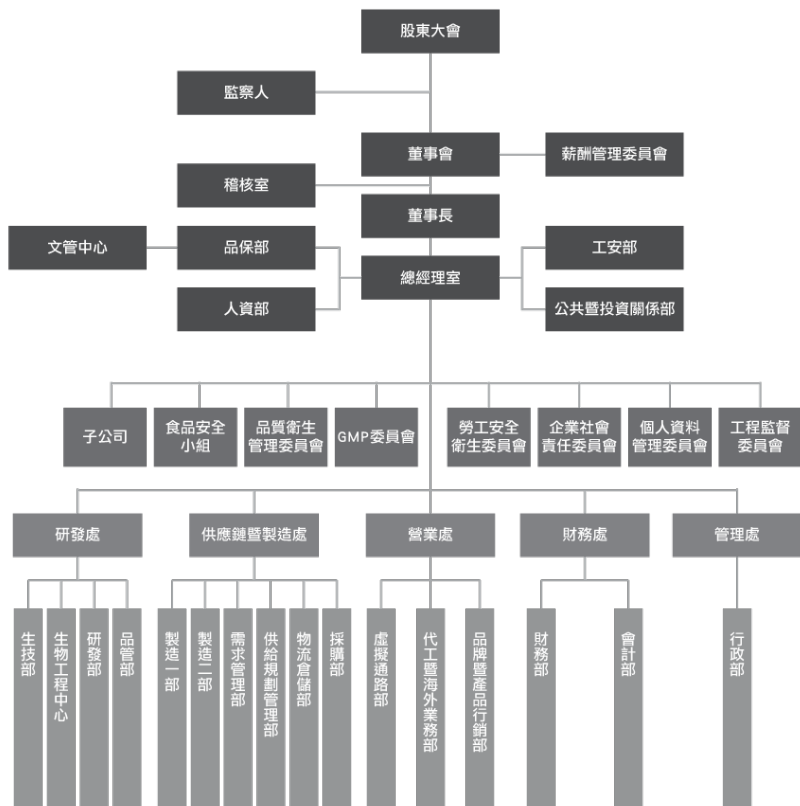 股東大會
監察人
董事會
薪酬管理委員會
稽核室
董事長
文管中心
品保部
工安部
總經理室
人資部
公共暨投資關係部
子公司
食品安全
小組
品質衛生
管理委員會
GMP委員會
勞工安全
衛生委員會
企業社會
責任委員會
個人資料
管理委員會
工程監督
委員會
研發處
供應鏈暨製造處
營業處
財務處
管理處
生技部
生物工程中心
研發部
品管部
製造一部
製造二部
需求管理部
供給規劃管理部
物流倉儲部
採購部
虛擬通路部
代工暨海外業務部
品牌暨產品行銷部
財務部
會計部
行政部